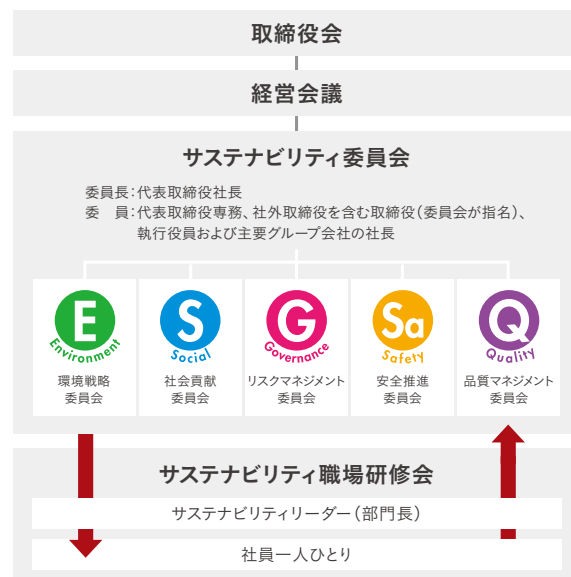 取締役会
経営会議
サステナビリティ委員会
委員長：代表取締役社長
委　員：代表取締役専務、社外取締役を含む取締役（委員会が指名）、
執行役員および主要グループ会社の社長
E
Environment
環境戦略
委員会
S
Social
社会貢献
委員会
G
Governance
リスクマネジメント
委員会
Sa
Safety
安全推進
委員会
Q
Quality
品質マネジメント
委員会
サステナビリティ職場研修会
サステナビリティリーダー（部門長）
社員一人ひとり